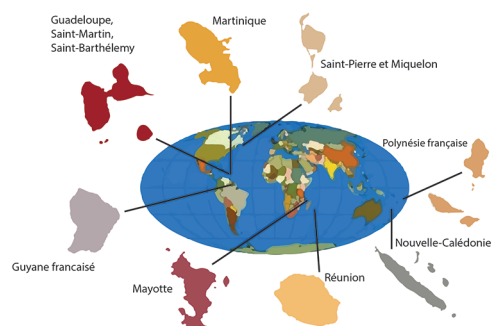 Guadeloupe,
Saint-Martin,
Saint-Barthélemy
Martinique
Saint-Pierre et Miquelon
Polynésie française
Nouvelle-Calédonie
Guyane francaisé
Mayotte
Réunion